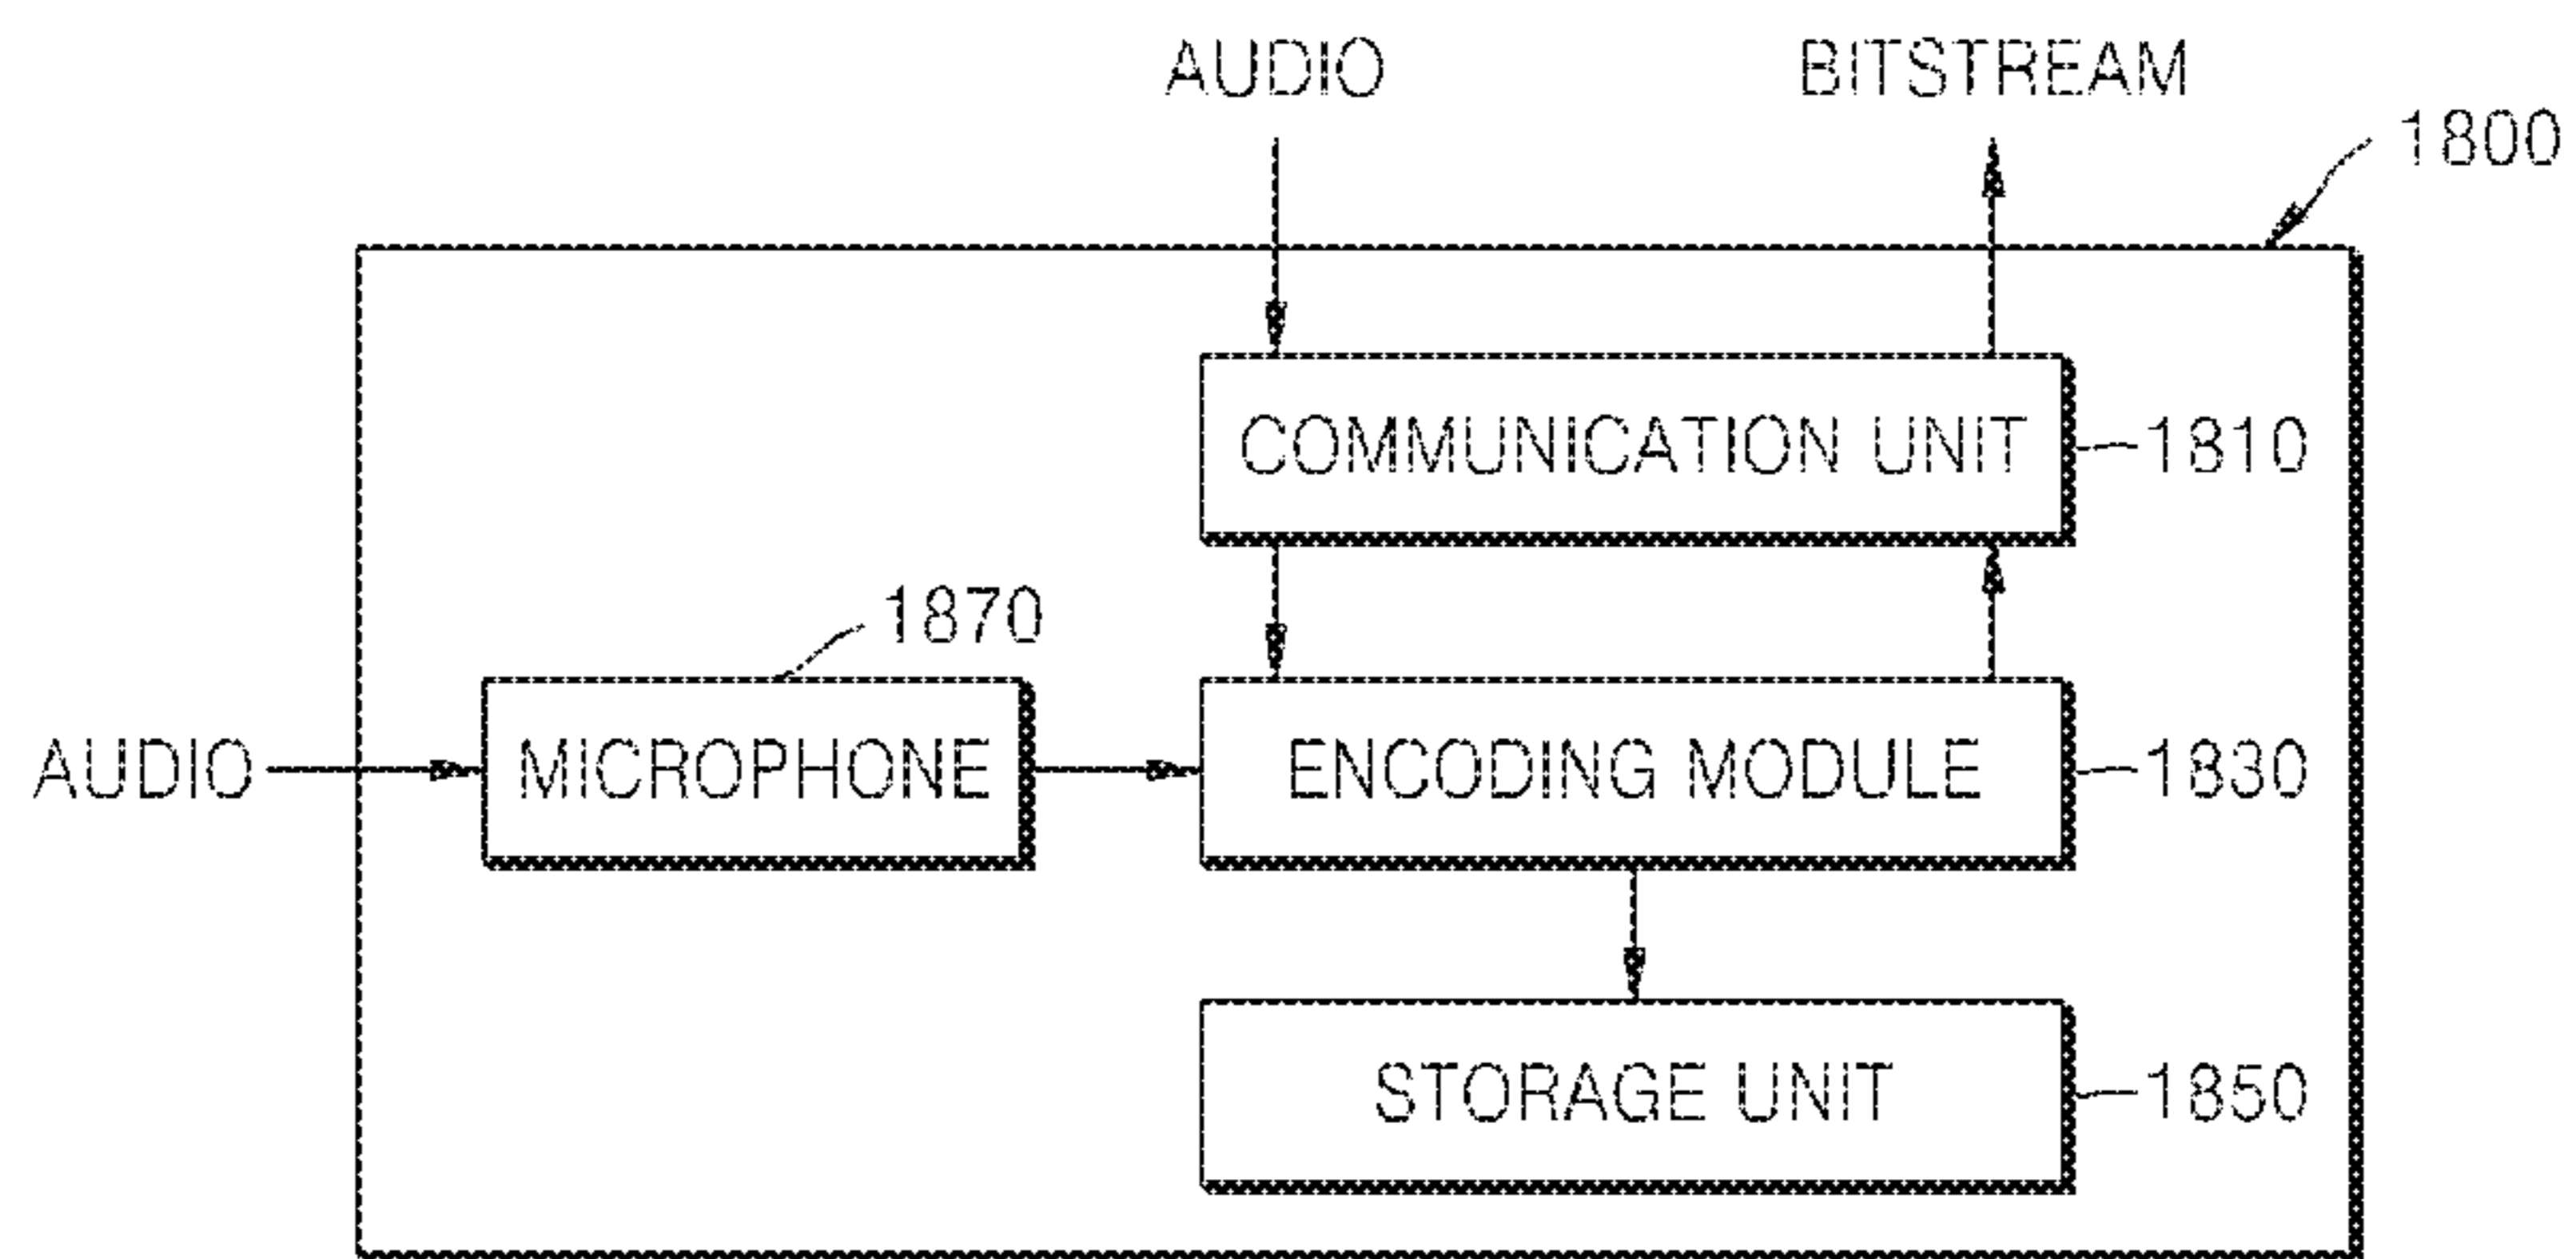 AUDIO
BITSTREAM
1800
COMMUNICATION UNIT
1810
1870
AUDIO
MICROPHONE
ENCODING MODULE
1830
STORAGE UNIT
1850